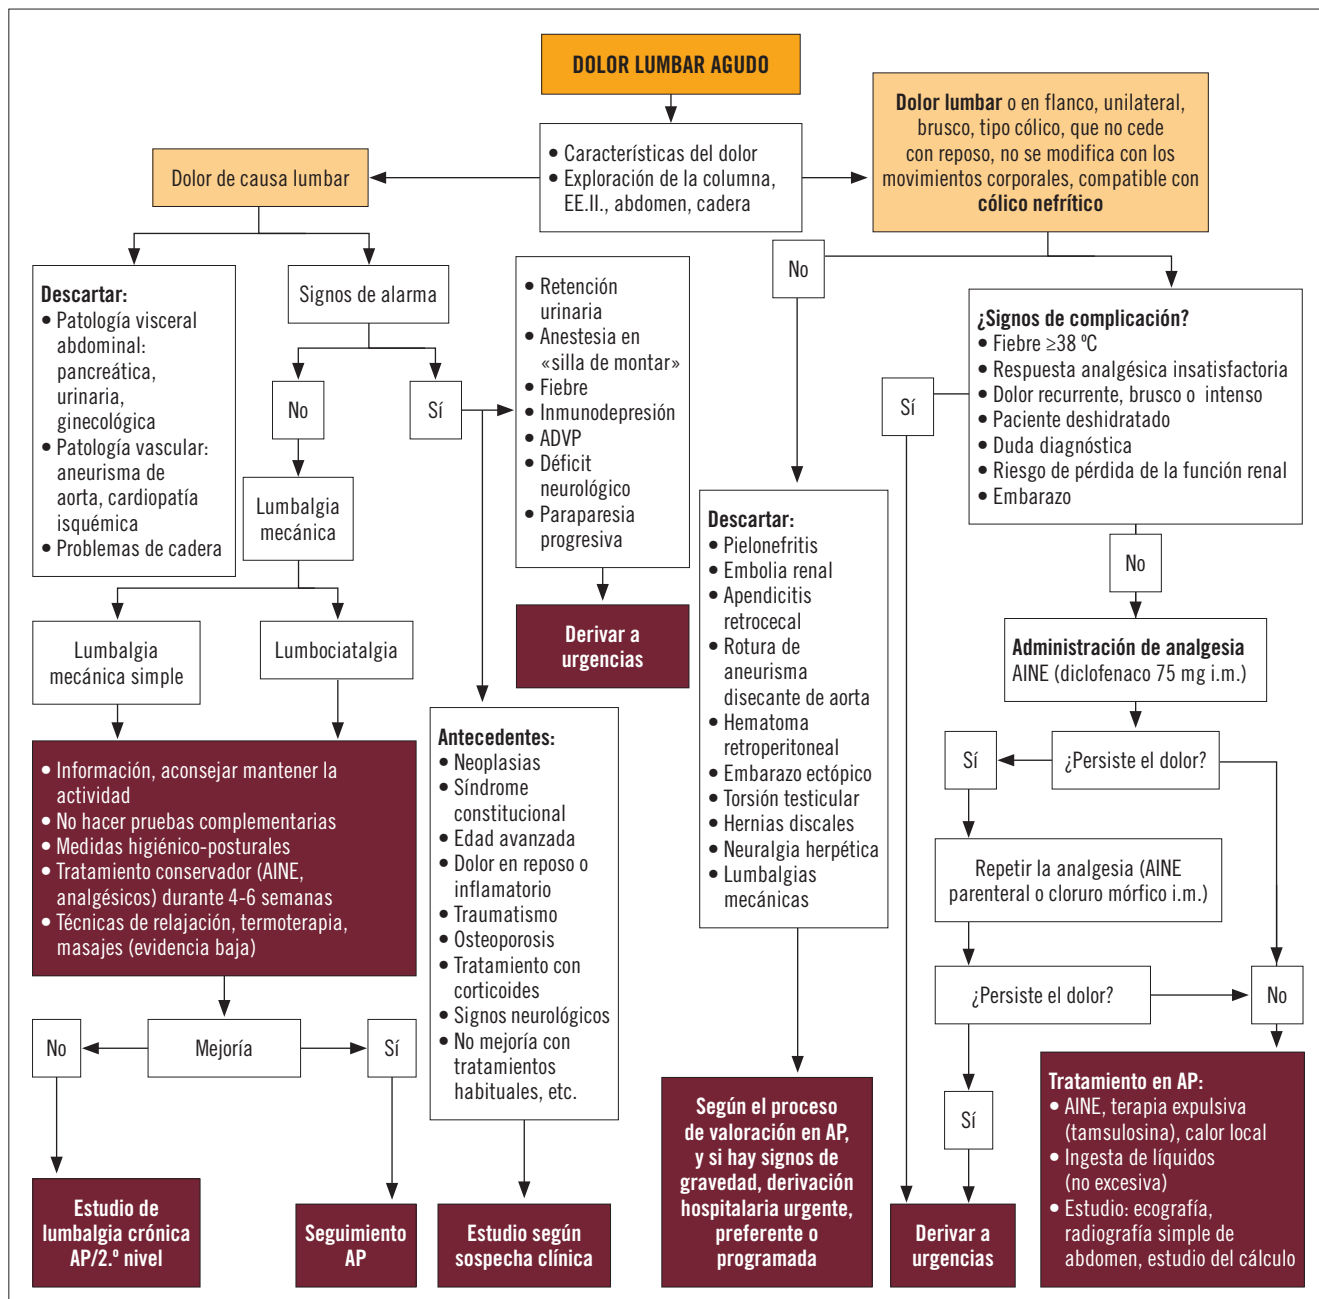 DOLOR LUMBAR AGUDO
• Características del dolor
• Exploración de la columna,
EE.II., abdomen, cadera
Dolor de causa lumbar
Dolor lumbar o en flanco, unilateral,
brusco, tipo cólico, que no cede
con reposo, no se modifica con los
movimientos corporales, compatible con
cólico nefrítico
Descartar:
• Patología visceral
abdominal:
pancreática,
urinaria,
ginecológica
• Patología vascular:
aneurisma de
aorta, cardiopatía
isquémica
• Problemas de cadera
Signos de alarma
No
Sí
• Retención
urinaria
• Anestesia en
«silla de montar»
• Fiebre
• Inmunodepresión
• ADVP
• Déficit
neurológico
• Paraparesia
progresiva
Derivar a
urgencias
Lumbalgia
mecánica
Lumbalgia
mecánica simple
Lumbociatalgia
• Información, aconsejar mantener la
actividad
• No hacer pruebas complementarias
• Medidas higiénico-posturales
• Tratamiento conservador (AINE,
analgésicos) durante 4-6 semanas
• Técnicas de relajación, termoterapia,
masajes (evidencia baja)
No
Mejoría
Sí
Estudio de
lumbalgia crónica
AP/2.º nivel
Seguimiento
AP
Antecedentes:
• Neoplasias
• Síndrome
constitucional
• Edad avanzada
• Dolor en reposo o
inflamatorio
• Traumatismo
• Osteoporosis
• Tratamiento con
corticoides
• Signos neurológicos
• No mejoría con
tratamientos
habituales, etc.
Estudio según
sospecha clínica
No
Descartar:
• Pielonefritis
• Embolia renal
• Apendicitis
retrocecal
• Rotura de
aneurisma
disecante de aorta
• Hematoma
retroperitoneal
• Embarazo ectópico
• Torsión testicular
• Hernias discales
• Neuralgia herpética
• Lumbalgias
mecánicas
Según el proceso
de valoración en AP,
y si hay signos de
gravedad, derivación
hospitalaria urgente,
preferente o
programada
¿Signos de complicación?
• Fiebre ≥38 ºC
• Respuesta analgésica insatisfactoria
• Dolor recurrente, brusco o intenso
• Paciente deshidratado
• Duda diagnóstica
• Riesgo de pérdida de la función renal
• Embarazo
Sí
No
Administración de analgesia
AINE (diclofenaco 75 mg i.m.)
¿Persiste el dolor?
Sí
Repetir la analgesia (AINE
parenteral o cloruro mórfico i.m.)
¿Persiste el dolor?
No
Sí
Derivar a
urgencias
Tratamiento en AP:
• AINE, terapia expulsiva
(tamsulosina), calor local
• Ingesta de líquidos
(no excesiva)
• Estudio: ecografía,
radiografía simple de
abdomen, estudio del cálculo